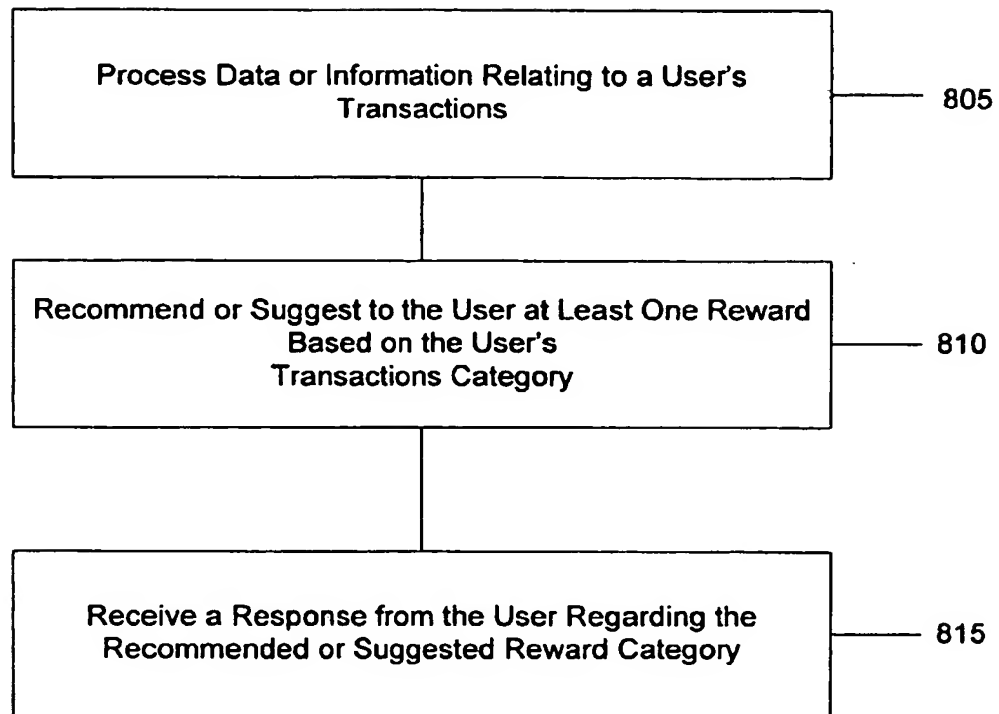 Process Data or Information Relating to a User's
Transactions
805
Recommend or Suggest to the User at Least One Reward
Based on the User's
Transactions Category
810
Receive a Response from the User Regarding the
Recommended or Suggested Reward Category
815